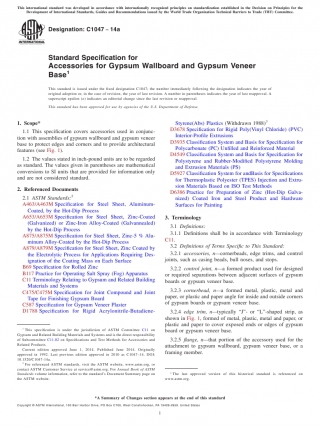 This international standard was developed in accordance with internationally recognized principles on standardization established in the Decision on Principles for the
Development of International Standards, Guides and Recommendations issued by the World Trade Organization Technical Barriers to Trade (TBT) Committee.
Designation: C1047 − 14a
Standard Specification for
Accessories for Gypsum Wallboard and Gypsum Veneer
Base1
This standard is issued under the fixed designation C1047; the number immediately following the designation indicates the year of
original adoption or, in the case of revision, the year of last revision. A number in parentheses indicates the year of last reapproval. A
superscript epsilon (ε) indicates an editorial change since the last revision or reapproval.
This standard has been approved for use by agencies of the U.S. Department of Defense.
1. Scope*
1.1 This specification covers accessories used in conjunc-
tion with assemblies of gypsum wallboard and gypsum veneer
base to protect edges and corners and to provide architectural
features (see Fig. 1).
1.2 The values stated in inch-pound units are to be regarded
as standard. The values given in parentheses are mathematical
conversions to SI units that are provided for information only
and are not considered standard.
2. Referenced Documents
2.1 ASTM Standards:2
A463/A463M Specification for Steel Sheet, Aluminum-
Coated, by the Hot-Dip Process
A653/A653M Specification for Steel Sheet, Zinc-Coated
(Galvanized) or Zinc-Iron Alloy-Coated (Galvannealed)
by the Hot-Dip Process
A875/A875M Specification for Steel Sheet, Zinc-5 % Alu-
minum Alloy-Coated by the Hot-Dip Process
A879/A879M Specification for Steel Sheet, Zinc Coated by
the Electrolytic Process for Applications Requiring Des-
ignation of the Coating Mass on Each Surface
B69 Specification for Rolled Zinc
B117 Practice for Operating Salt Spray (Fog) Apparatus
C11 Terminology Relating to Gypsum and Related Building
Materials and Systems
C475/C475M Specification for Joint Compound and Joint
Tape for Finishing Gypsum Board
C587 Specification for Gypsum Veneer Plaster
D1788 Specification for Rigid Acrylonitrile-Butadiene-
1 This specification is under the jurisdiction of ASTM Committee C11 on
Gypsum and Related Building Materials and Systems and is the direct responsibility
of Subcommittee C11.02 on Specifications and Test Methods for Accessories and
Related Products.
Current edition approved June 1, 2014. Published June 2014. Originally
approved in 1985. Last previous edition approved in 2014 as C1047
2 For referenced ASTM standards, visit the ASTM website, www.astm.org, or
contact ASTM Customer Service at service@astm.org. For Annual Book of ASTM
Standards volume information, refer to the standard's Document Summary page on
the ASTM website.
Styrene(Abs) Plastics (Withdrawn 1988)3
D3678 Specification for Rigid Poly(Vinyl Chloride) (PVC)
Interior-Profile Extrusions
D3935 Classification System and Basis for Specification for
Polycarbonate (PC) Unfilled and Reinforced Material
D4549 Classification System and Basis for Specification for
Polystyrene and Rubber-Modified Polystyrene Molding
and Extrusion Materials (PS)
D5927 Classification System for andBasis for Specifications
for Thermoplastic Polyester (TPES) Injection and Extru-
sion Materials Based on ISO Test Methods
D6386 Practice for Preparation of Zinc (Hot-Dip Galva-
nized) Coated Iron and Steel Product and Hardware
Surfaces for Painting
3. Terminology
3.1 Definitions:
3.1.1 Definitions shall be in accordance with Terminology
C11.
3.2 Definitions of Terms Specific to This Standard:
3.2.1 accessories, n—cornerbeads, edge trims, and control
joints, such as casing beads, bull noses, and stops.
3.2.2 control joint, n—a formed product used for designed
or required separations between adjacent surfaces of gypsum
boards or gypsum veneer base.
3.2.3 cornerbead, n—a formed metal, plastic, metal and
paper, or plastic and paper angle for inside and outside corners
of gypsum boards or gypsum veneer base.
3.2.4 edge trim, n—typically "J"- or "L"-shaped strip, as
shown in Fig. 1, formed of metal, plastic, metal and paper, or
plastic and paper to cover exposed ends or edges of gypsum
board or gypsum veneer base.
3.2.5 flange, n—that portion of the accessory used for the
attachment to gypsum wallboard, gypsum veneer base, or a
framing member.
3 The last approved version of this historical standard is referenced on
www.astm.org.
*A Summary of Changes section appears at the end of this standard
Copyright © ASTM International, 100 Barr Harbor Drive, PO Box C700, West Conshohocken, PA 19428-2959. United States
1